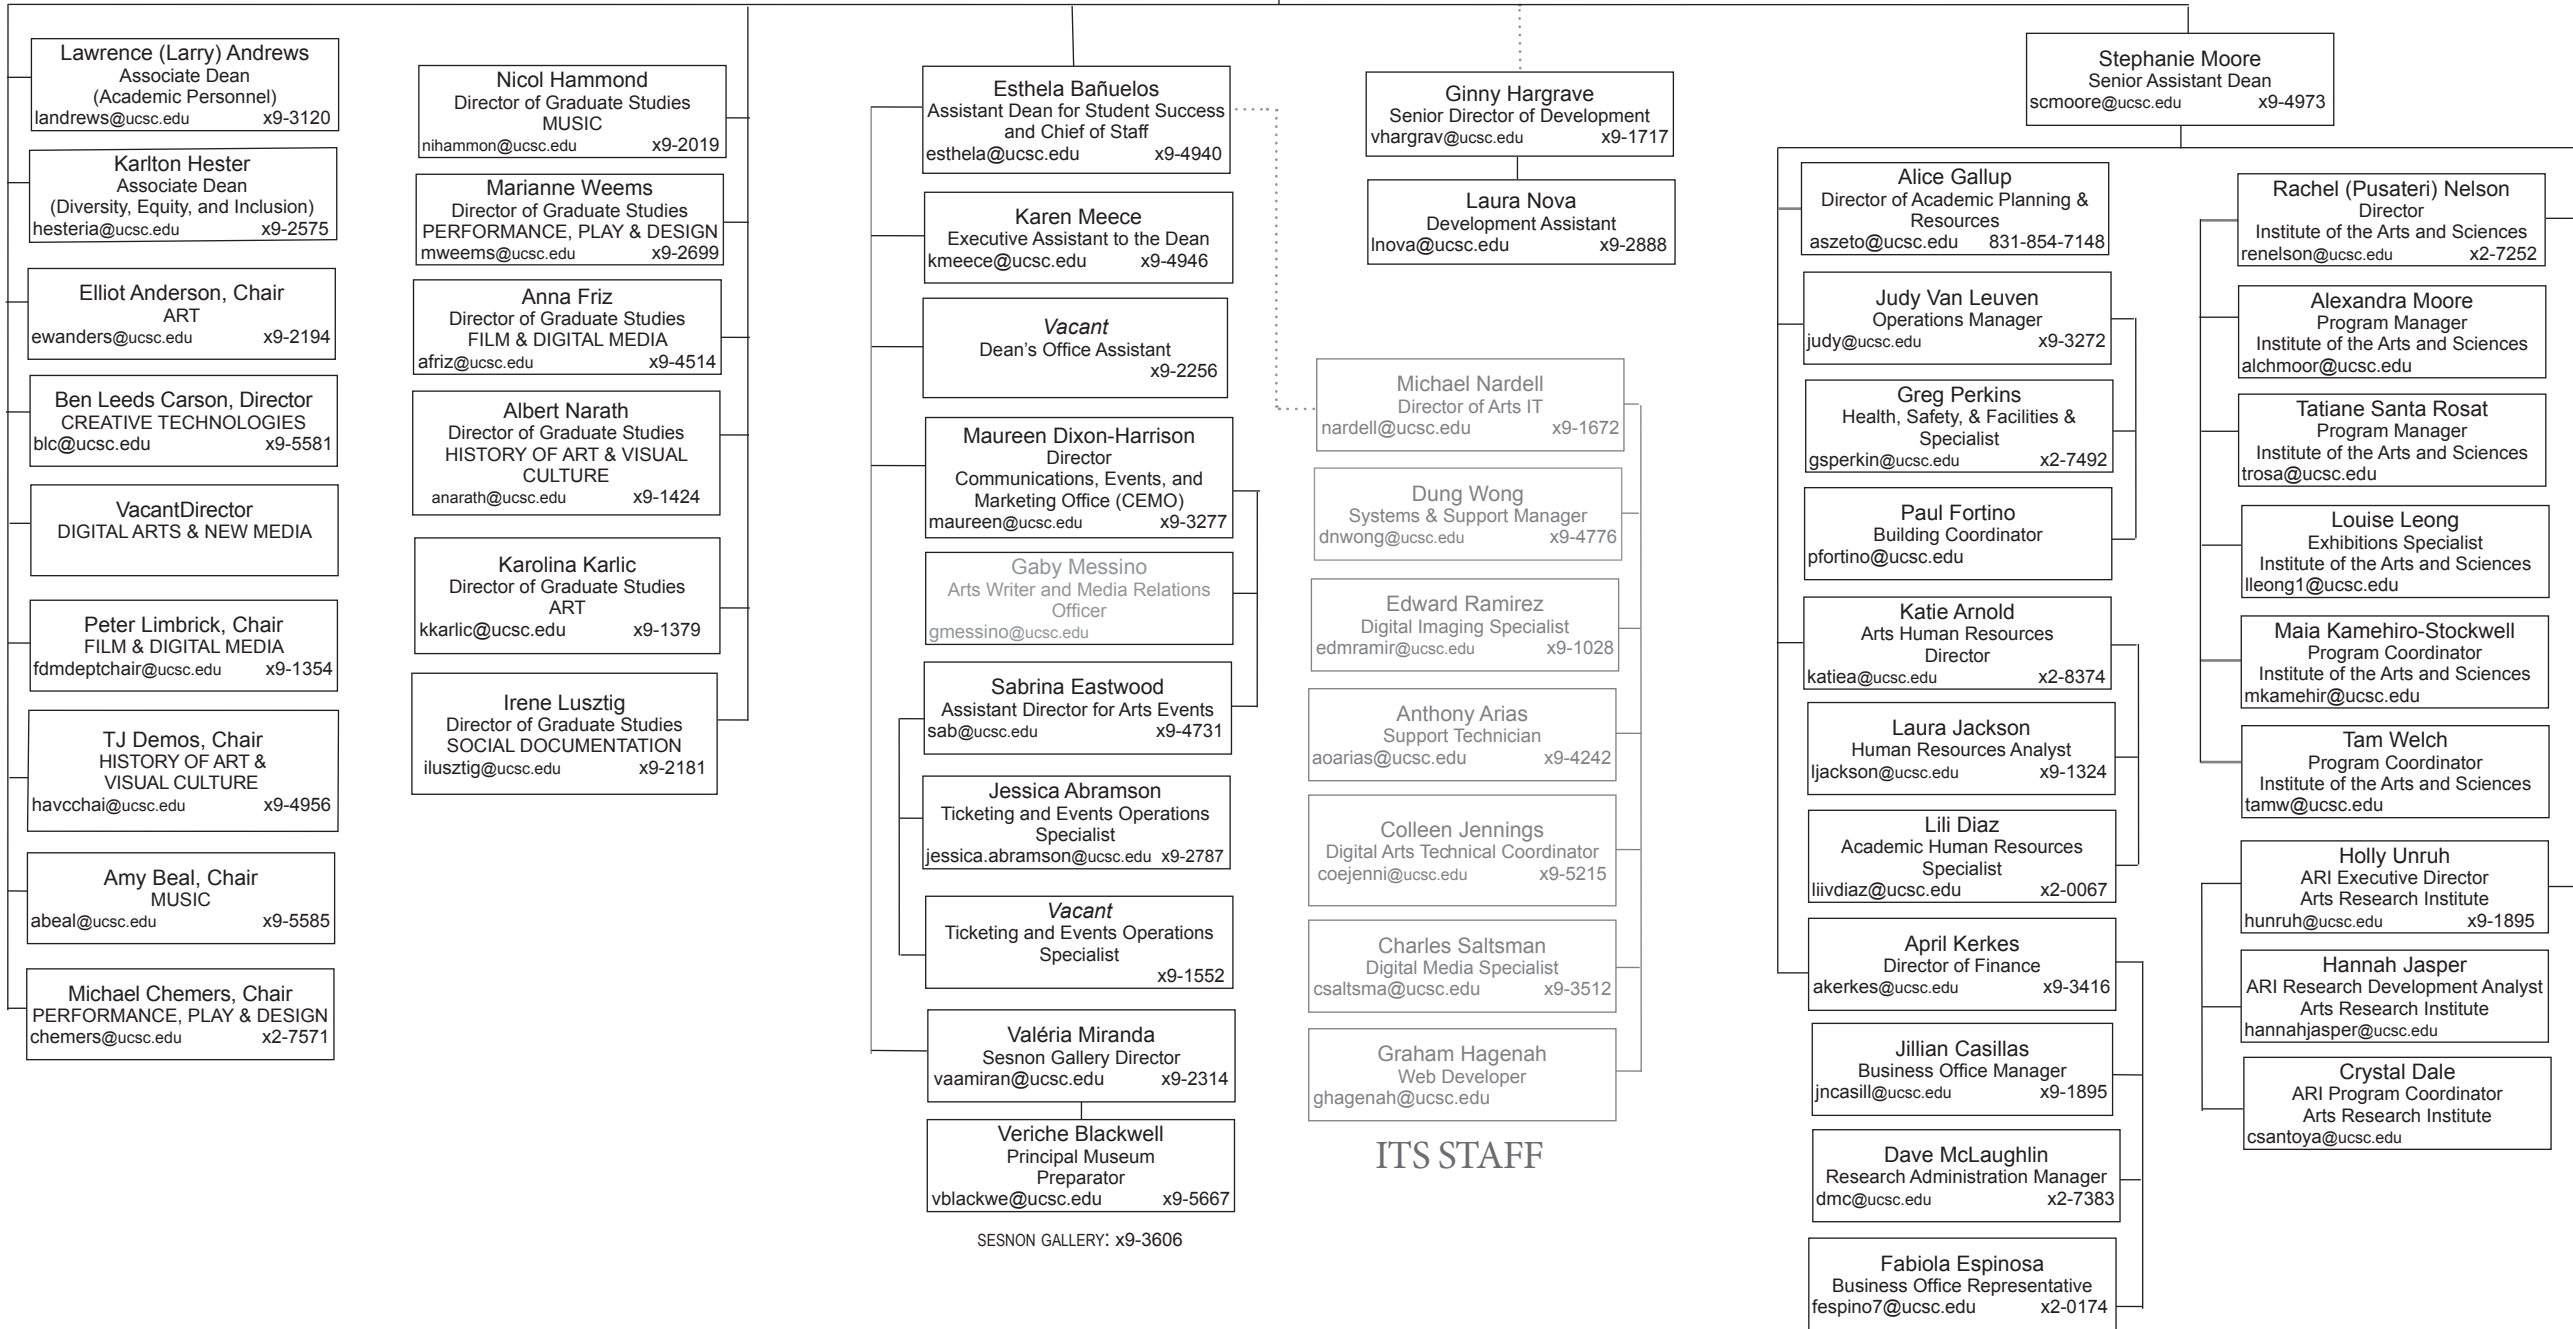 Lawrence (Larry) Andrews
Associate Dean
(Academic Personnel)
landrews@ucsc.edu x9-3120
Karlton Hester
Associate Dean
(Diversity, Equity, and Inclusion)
hesteria@ucsc.edu x9-2575
Elliot Anderson, Chair
ART
ewanders@ucsc.edu x9-2194
Ben Leeds Carson, Director
CREATIVE TECHNOLOGIES
blc@ucsc.edu x9-5581
VacantDirector
DIGITAL ARTS & NEW MEDIA
Peter Limbrick, Chair
FILM & DIGITAL MEDIA
fdmdeptchair@ucsc.edu x9-1354
TJ Demos, Chair
HISTORY OF ART &
VISUAL CULTURE
havcchai@ucsc.edu x9-4956
Amy Beal, Chair
MUSIC
abeal@ucsc.edu x9-5585
Michael Chemers, Chair
PERFORMANCE, PLAY & DESIGN
chemers@ucsc.edu x2-7571
Nicol Hammond
Director of Graduate Studies
MUSIC
nihammon@ucsc.edu x9-2019
Marianne Weems
Director of Graduate Studies
PERFORMANCE, PLAY & DESIGN
mweems@ucsc.edu x9-2699
Anna Friz
Director of Graduate Studies
FILM & DIGITAL MEDIA
afriz@ucsc.edu x9-4514
Albert Narath
Director of Graduate Studies
HISTORY OF ART & VISUAL
CULTURE
anarath@ucsc.edu x9-1424
Karolina Karlic
Director of Graduate Studies
ART
kkarlic@ucsc.edu x9-1379
Irene Lusztig
Director of Graduate Studies
SOCIAL DOCUMENTATION
ilusztig@ucsc.edu x9-2181
Esthela Bañuelos
Assistant Dean for Student Success
and Chief of Staff
esthela@ucsc.edu x9-4940
Karen Meece
Executive Assistant to the Dean
kmeece@ucsc.edu x9-4946
Vacant
Dean's Office Assistant
x9-2256
Maureen Dixon-Harrison
Director
Communications, Events, and
Marketing Office (CEMO)
maureen@ucsc.edu x9-3277
Gaby Messino
Arts Writer and Media Relations
Officer
gmessino@ucsc.edu
Sabrina Eastwood
Assistant Director for Arts Events
sab@ucsc.edu x9-4731
Jessica Abramson
Ticketing and Events Operations
Specialist
jessica.abramson@ucsc.edu x9-2787
Vacant
Ticketing and Events Operations
Specialist
x9-1552
Valéria Miranda
Sesnon Gallery Director
vaamiran@ucsc.edu x9-2314
Veriche Blackwell
Principal Museum
Preparator
vblackwe@ucsc.edu x9-5667
SESNON GALLERY: x9-3606
Ginny Hargrave
Senior Director of Development
vhargrav@ucsc.edu x9-1717
Laura Nova
Development Assistant
lnova@ucsc.edu x9-2888
Michael Nardell
Director of Arts IT
nardell@ucsc.edu x9-1672
Dung Wong
Systems & Support Manager
dnwong@ucsc.edu x9-4776
Edward Ramirez
Digital Imaging Specialist
edmramir@ucsc.edu x9-1028
Anthony Arias
Support Technician
aoarias@ucsc.edu x9-4242
Colleen Jennings
Digital Arts Technical Coordinator
coejenni@ucsc.edu x9-5215
Charles Saltsman
Digital Media Specialist
csaltsma@ucsc.edu x9-3512
Graham Hagenah
Web Developer
ghagenah@ucsc.edu
ITS STAFF
Stephanie Moore
Senior Assistant Dean
scmoore@ucsc.edu x9-4973
Alice Gallup
Director of Academic Planning &
Resources
aszeto@ucsc.edu 831-854-7148
Judy Van Leuven
Operations Manager
judy@ucsc.edu x9-3272
Greg Perkins
Health, Safety, & Facilities &
Specialist
gsperkin@ucsc.edu x2-7492
Paul Fortino
Building Coordinator
pfortino@ucsc.edu
Katie Arnold
Arts Human Resources
Director
katiea@ucsc.edu x2-8374
Laura Jackson
Human Resources Analyst
ljackson@ucsc.edu x9-1324
Lili Diaz
Academic Human Resources
Specialist
liivdiaz@ucsc.edu x2-0067
April Kerkes
Director of Finance
akerkes@ucsc.edu x9-3416
Jillian Casillas
Business Office Manager
jncasill@ucsc.edu x9-1895
Dave McLaughlin
Research Administration Manager
dmc@ucsc.edu x2-7383
Fabiola Espinosa
Business Office Representative
fespino7@ucsc.edu x2-0174
Rachel (Pusateri) Nelson
Director
Institute of the Arts and Sciences
renelson@ucsc.edu x2-7252
Alexandra Moore
Program Manager
Institute of the Arts and Sciences
alchmoor@ucsc.edu
Tatiane Santa Rosat
Program Manager
Institute of the Arts and Sciences
trosa@ucsc.edu
Louise Leong
Exhibitions Specialist
Institute of the Arts and Sciences
lleong1@ucsc.edu
Maia Kamehiro-Stockwell
Program Coordinator
Institute of the Arts and Sciences
mkamehir@ucsc.edu
Tam Welch
Program Coordinator
Institute of the Arts and Sciences
tamw@ucsc.edu
Holly Unruh
ARI Executive Director
Arts Research Institute
hunruh@ucsc.edu x9-1895
Hannah Jasper
ARI Research Development Analyst
Arts Research Institute
hannahjasper@ucsc.edu
Crystal Dale
ARI Program Coordinator
Arts Research Institute
csantoya@ucsc.edu